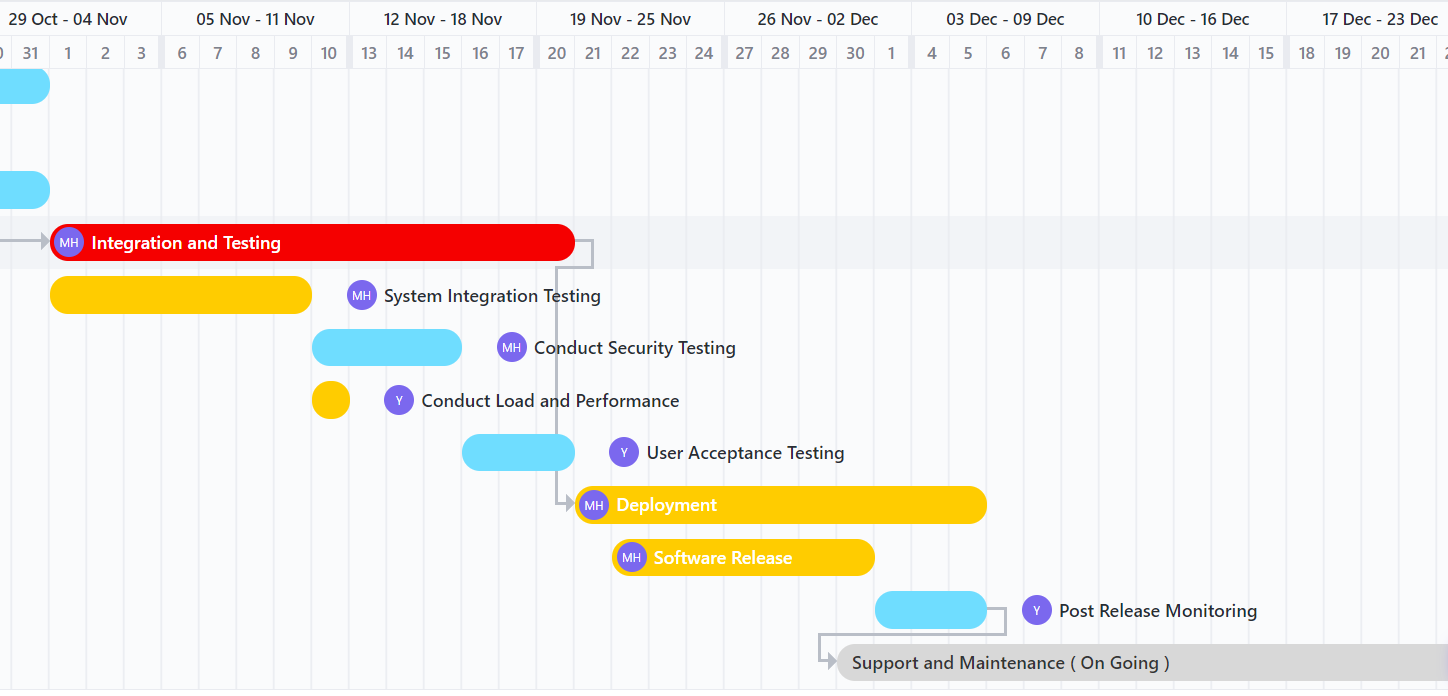 29 Oct - 04 Nov 05 Nov - 11 Nov 12 Nov - 18 Nov 19 Nov - 25 Nov 26 Nov - 02 Dec 03 Dec - 09 Dec 10 Dec - 16 Dec 17 Dec - 23 Dec
31 1 2 3 6 7 8 9 10 13 14 15 16 17 20 21 22 23 24 27 28 29 30 1 4 5 6 7 8 11 12 13 14 15 18 19 20 21
MH Integration and Testing
MH System Integration Testing
MH Conduct Security Testing
Y Conduct Load and Performance
Y User Acceptance Testing
MH Deployment
MH Software Release
Y Post Release Monitoring
Support and Maintenance ( On Going )